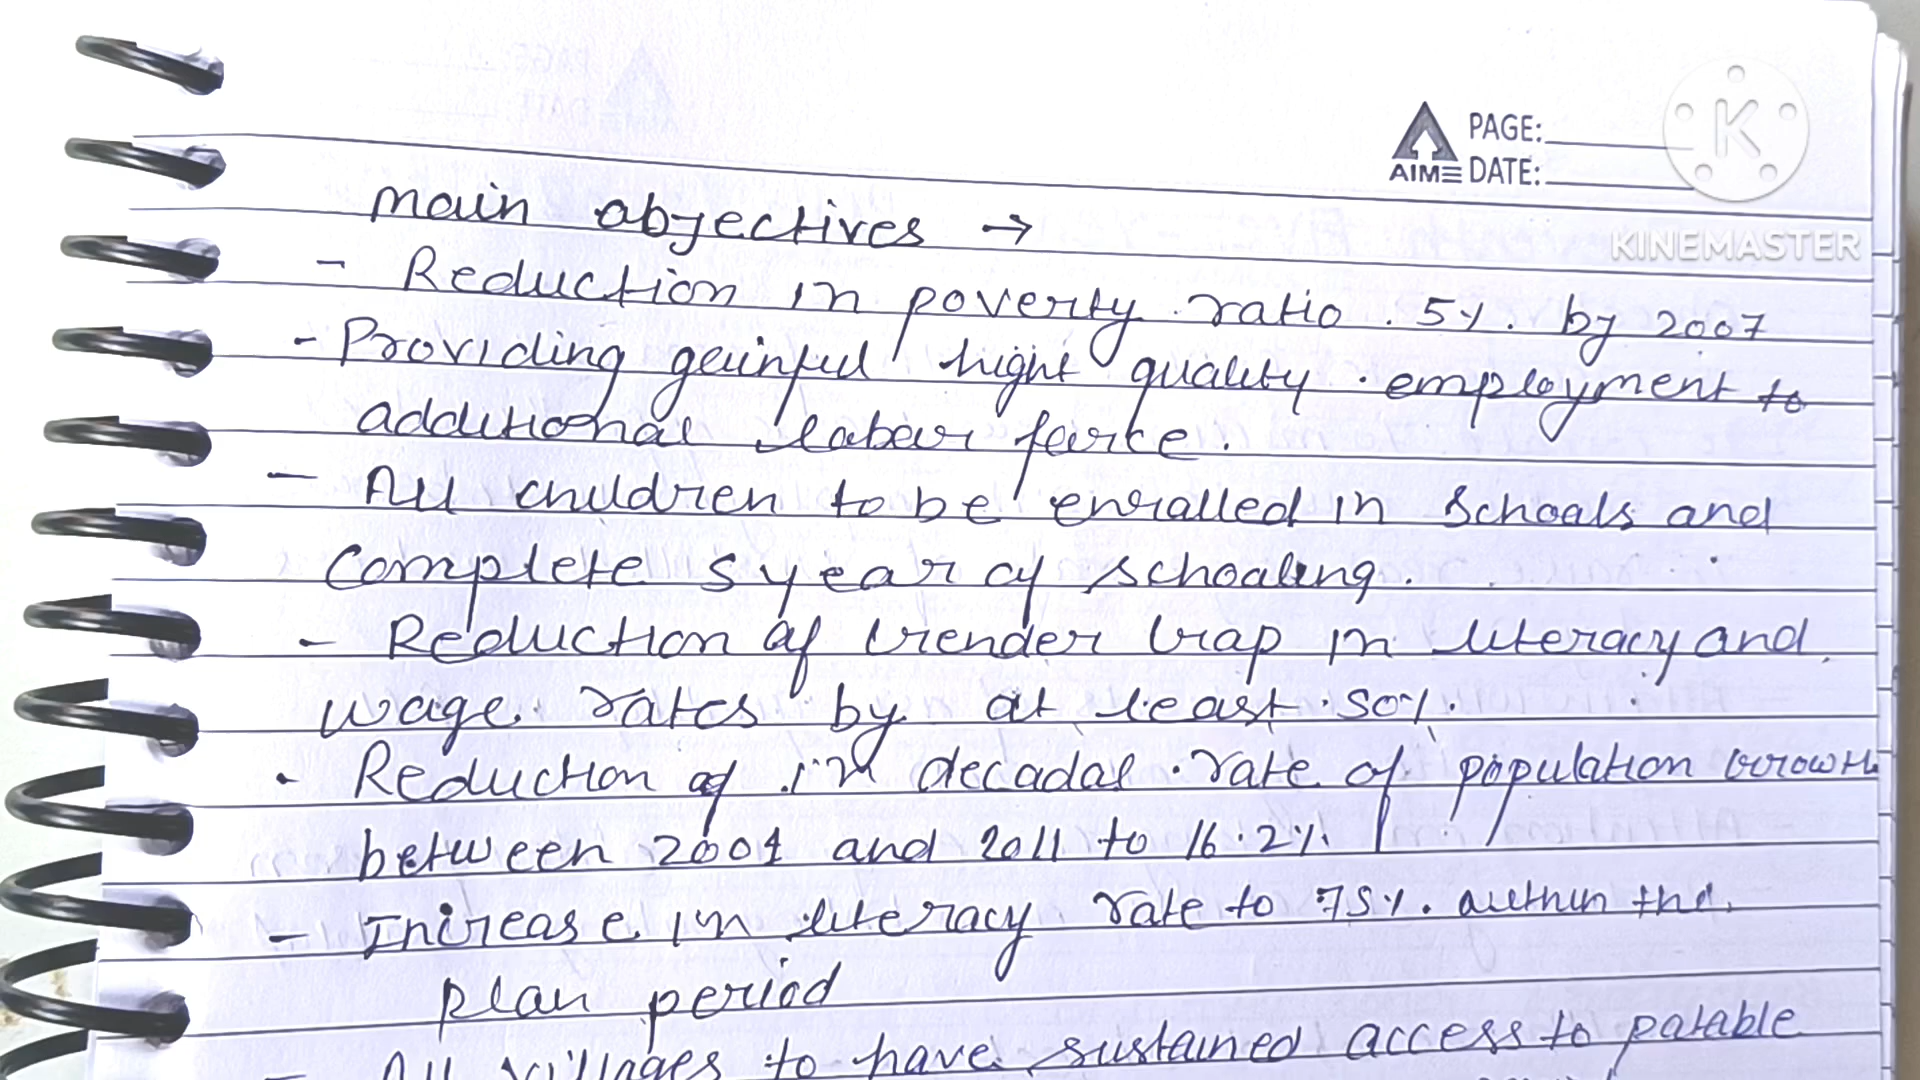 PAGE:
AIM DATE:
KINEMASTER
main objectives →
- Reduction in poverty ratio 5%. by 2007
- Providing gainful high quality employment to
additional labour force.
- All children to be enrolled in schools and
Complete 5 year of schooling.
- Reduction of Gender Gap in literacy and
wage rates by at least 50%.
- Reduction of in decadal rate of population Growth
between 2001 and 2011 to 16.2%
- Increase in literacy rate to 75%. within the
plan period
- All villages to have sustained access to potable